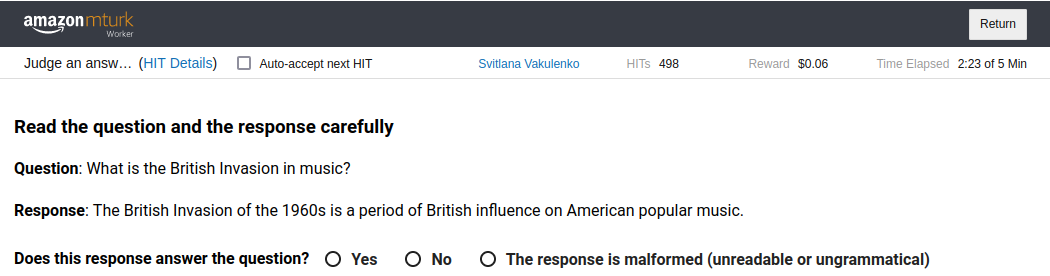 amazonmturk
Worker
Return
Judge an answ... (HIT Details) Auto-accept next HIT Svitlana Vakulenko HITs 498 Reward $0.06 Time Elapsed 2:23 of 5 Min
Read the question and the response carefully
Question: What is the British Invasion in music?
Response: The British Invasion of the 1960s is a period of British influence on American popular music.
Does this response answer the question? Yes No The response is malformed (unreadable or ungrammatical)